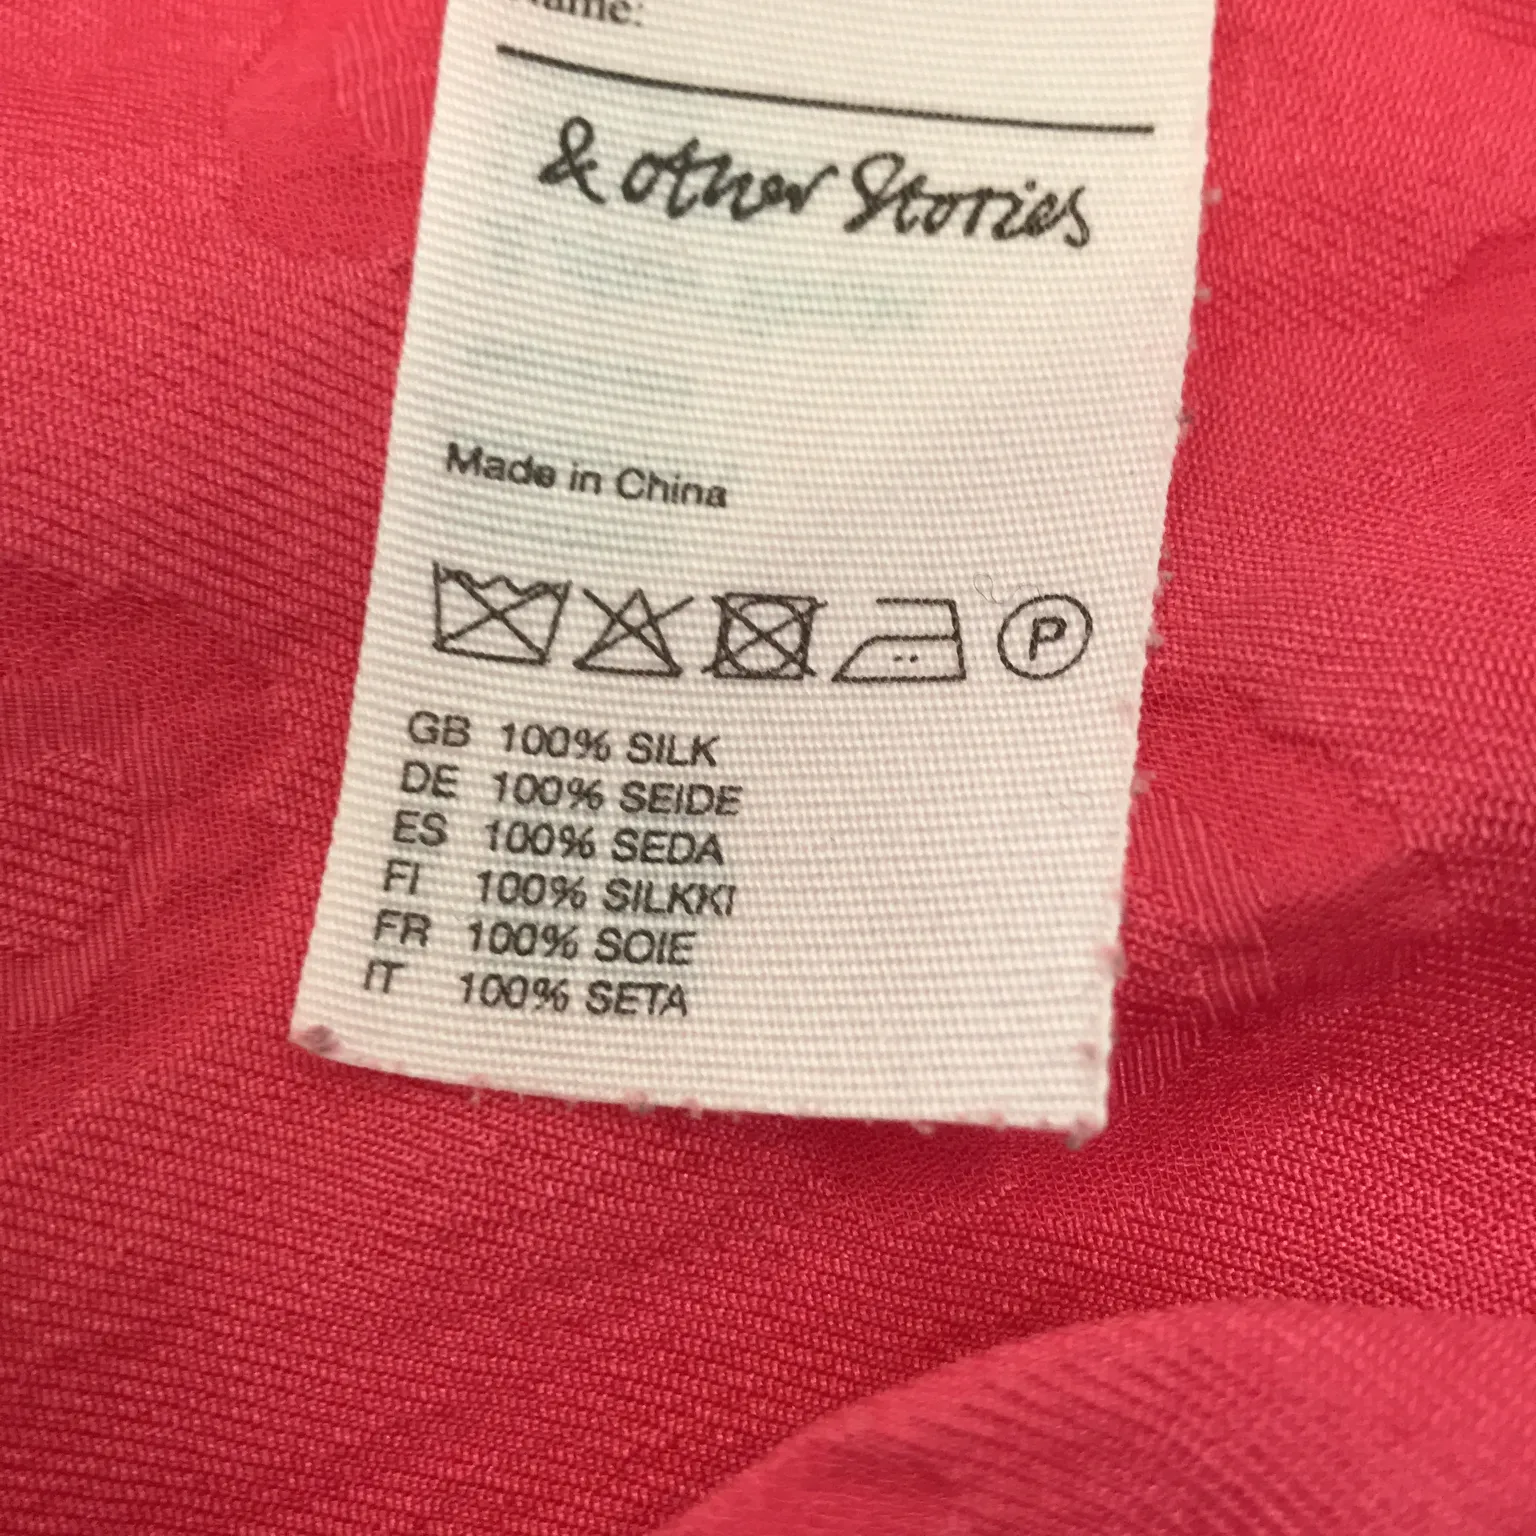 Name:
& other Stories
Made in China
P
GB 100% SILK
DE 100% SEIDE
ES 100% SEDA
FI 100% SILKKI
FR 100% SOIE
IT 100% SETA